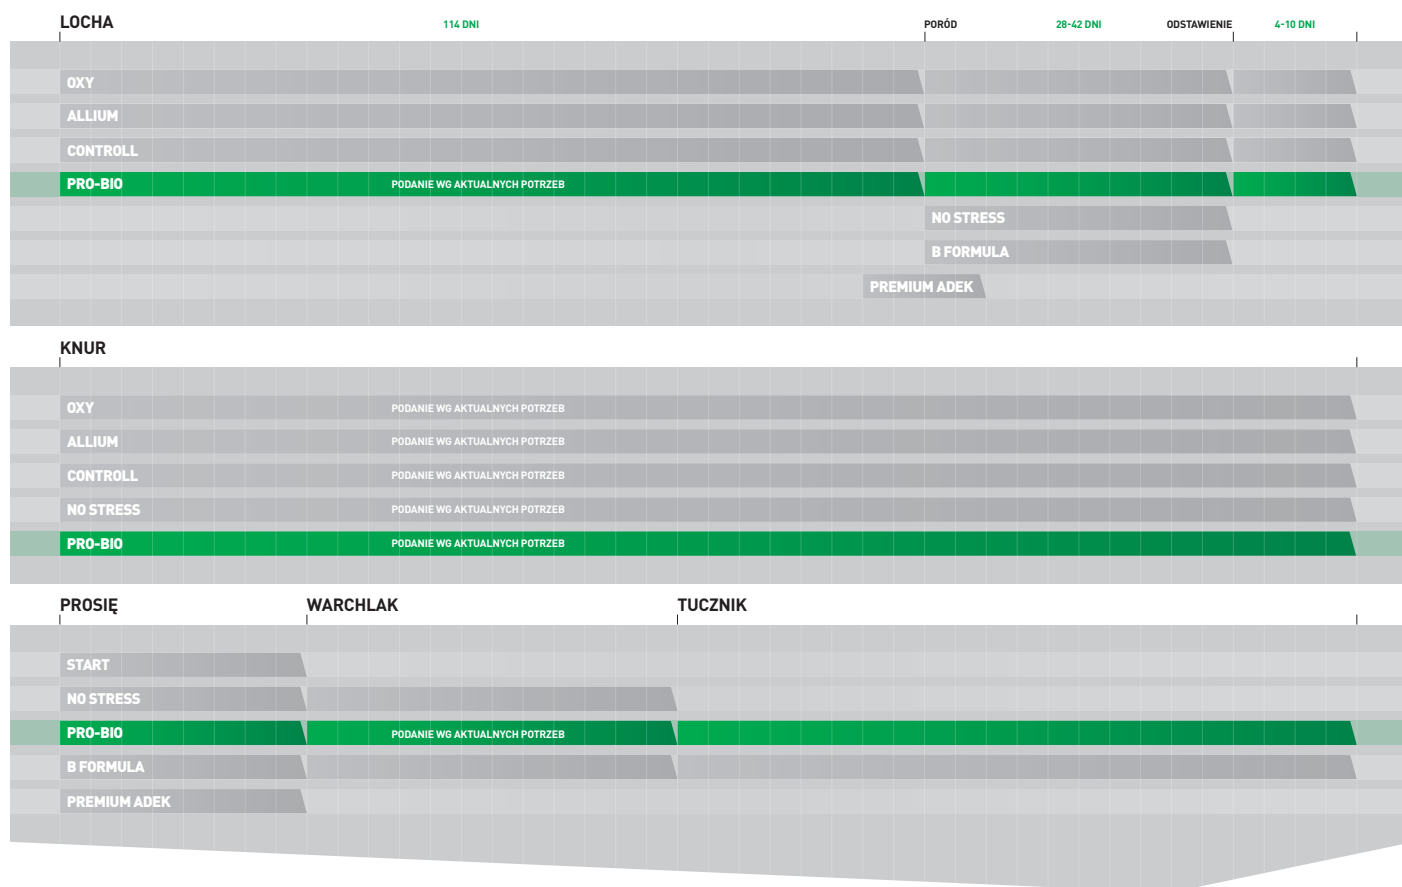 LOCHA 114 DNI PORÓD 28-42 DNI ODSTAWIENIE 4-10 DNI
OXY
ALLIUM
CONTROLL
PRO-BIO PODANIE WG AKTUALNYCH POTRZEB
NO STRESS
B FORMULA
PREMIUM ADEK
KNUR
OXY PODANIE WG AKTUALNYCH POTRZEB
ALLIUM PODANIE WG AKTUALNYCH POTRZEB
CONTROLL PODANIE WG AKTUALNYCH POTRZEB
NO STRESS PODANIE WG AKTUALNYCH POTRZEB
PRO-BIO PODANIE WG AKTUALNYCH POTRZEB
PROSIĘ WARCHLAK TUCZNIK
START
NO STRESS
PRO-BIO PODANIE WG AKTUALNYCH POTRZEB
B FORMULA
PREMIUM ADEK